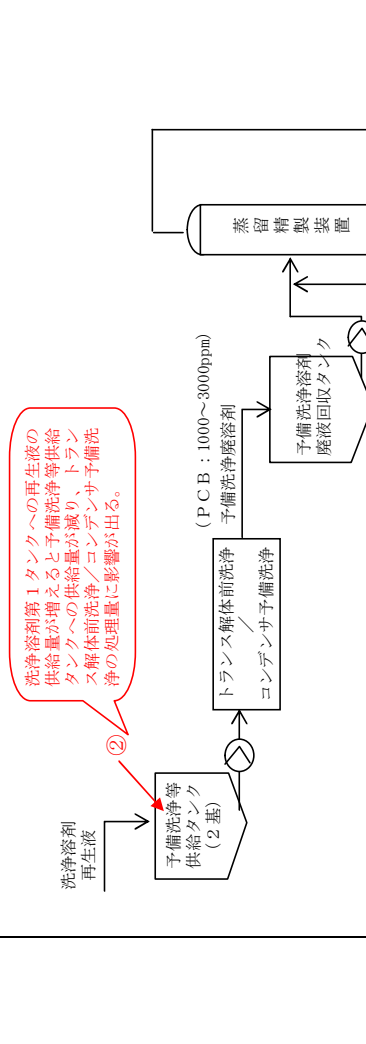 洗浄溶剤第１タンクへの再生液の
供給量が増えると予備洗浄等供給
タンクへの供給量が減り、トラン
ス解体前洗浄／コンデンサ予備洗
浄の処理量に影響が出る。
②
洗浄溶剤
再生液
予備洗浄等
供給タンク
（２基）
トランス解体前洗浄
／
コンデンサ予備洗浄
（ＰＣＢ：1000～3000ppm）
予備洗浄廃溶剤
予備洗浄溶剤
廃液回収タンク
蒸留精製装置